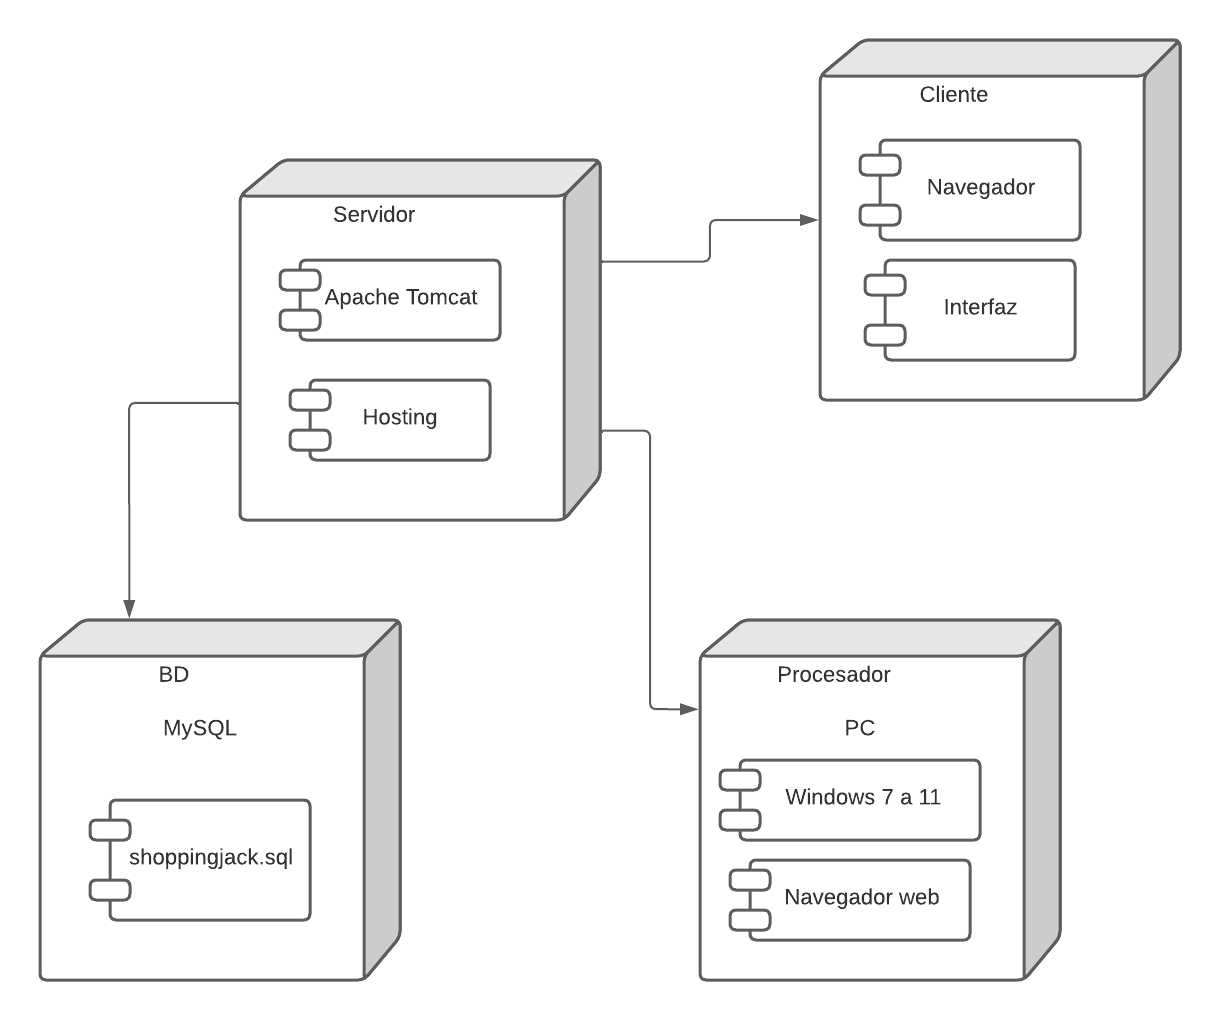 Cliente
Navegador
Interfaz
Servidor
Apache Tomcat
Hosting
BD
MySQL
shoppingjack.sql
Procesador
PC
Windows 7 a 11
Navegador web